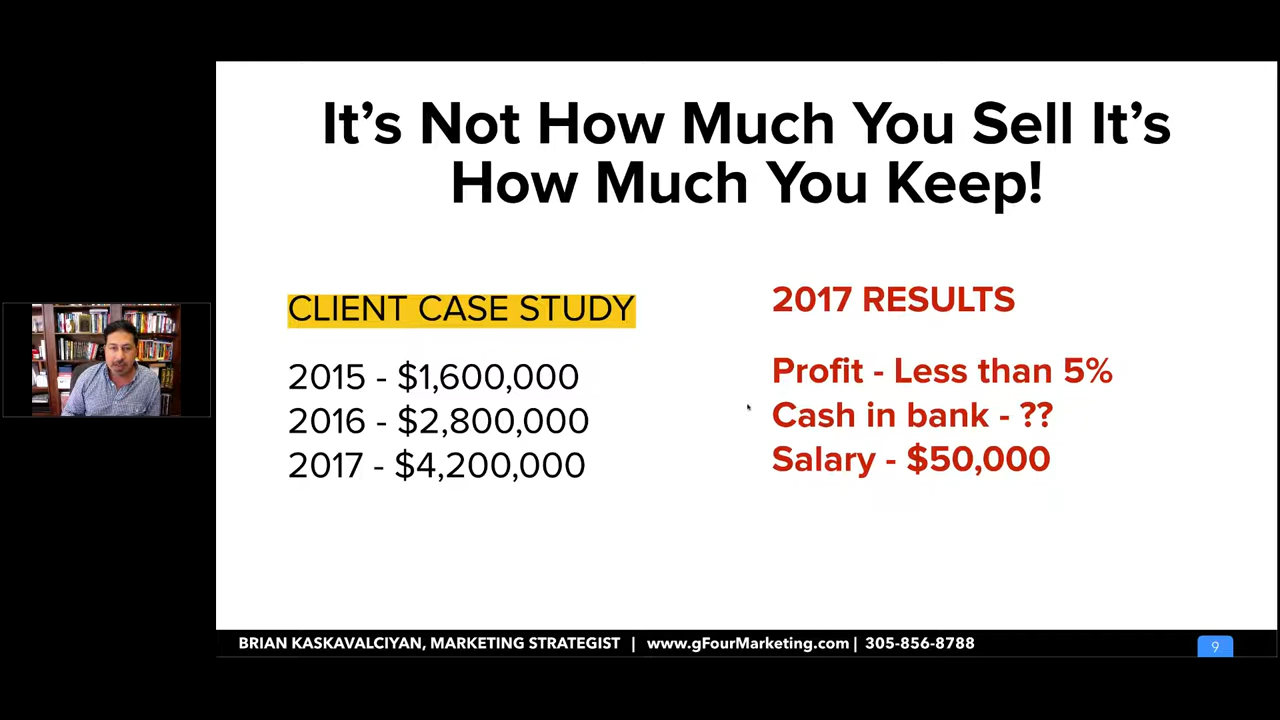 It's Not How Much You Sell It's
How Much You Keep!
CLIENT CASE STUDY
2015 - $1,600,000
2016 - $2,800,000
2017 - $4,200,000
2017 RESULTS
Profit - Less than 5%
Cash in bank - ??
Salary - $50,000
BRIAN KASKAVALCIYAN, MARKETING STRATEGIST | www.gFourMarketing.com | 305-856-8788
9